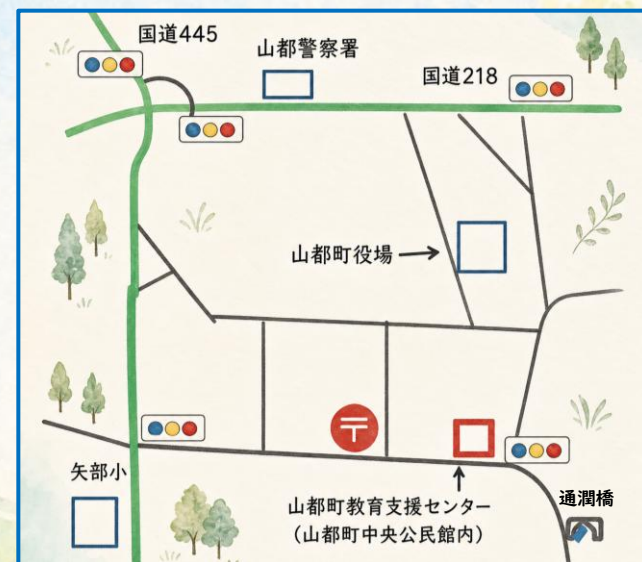 国道445
山都警察署
国道218
山都町役場
〒
矢部小
山都町教育支援センター
(山都町中央公民館内)
通潤橋